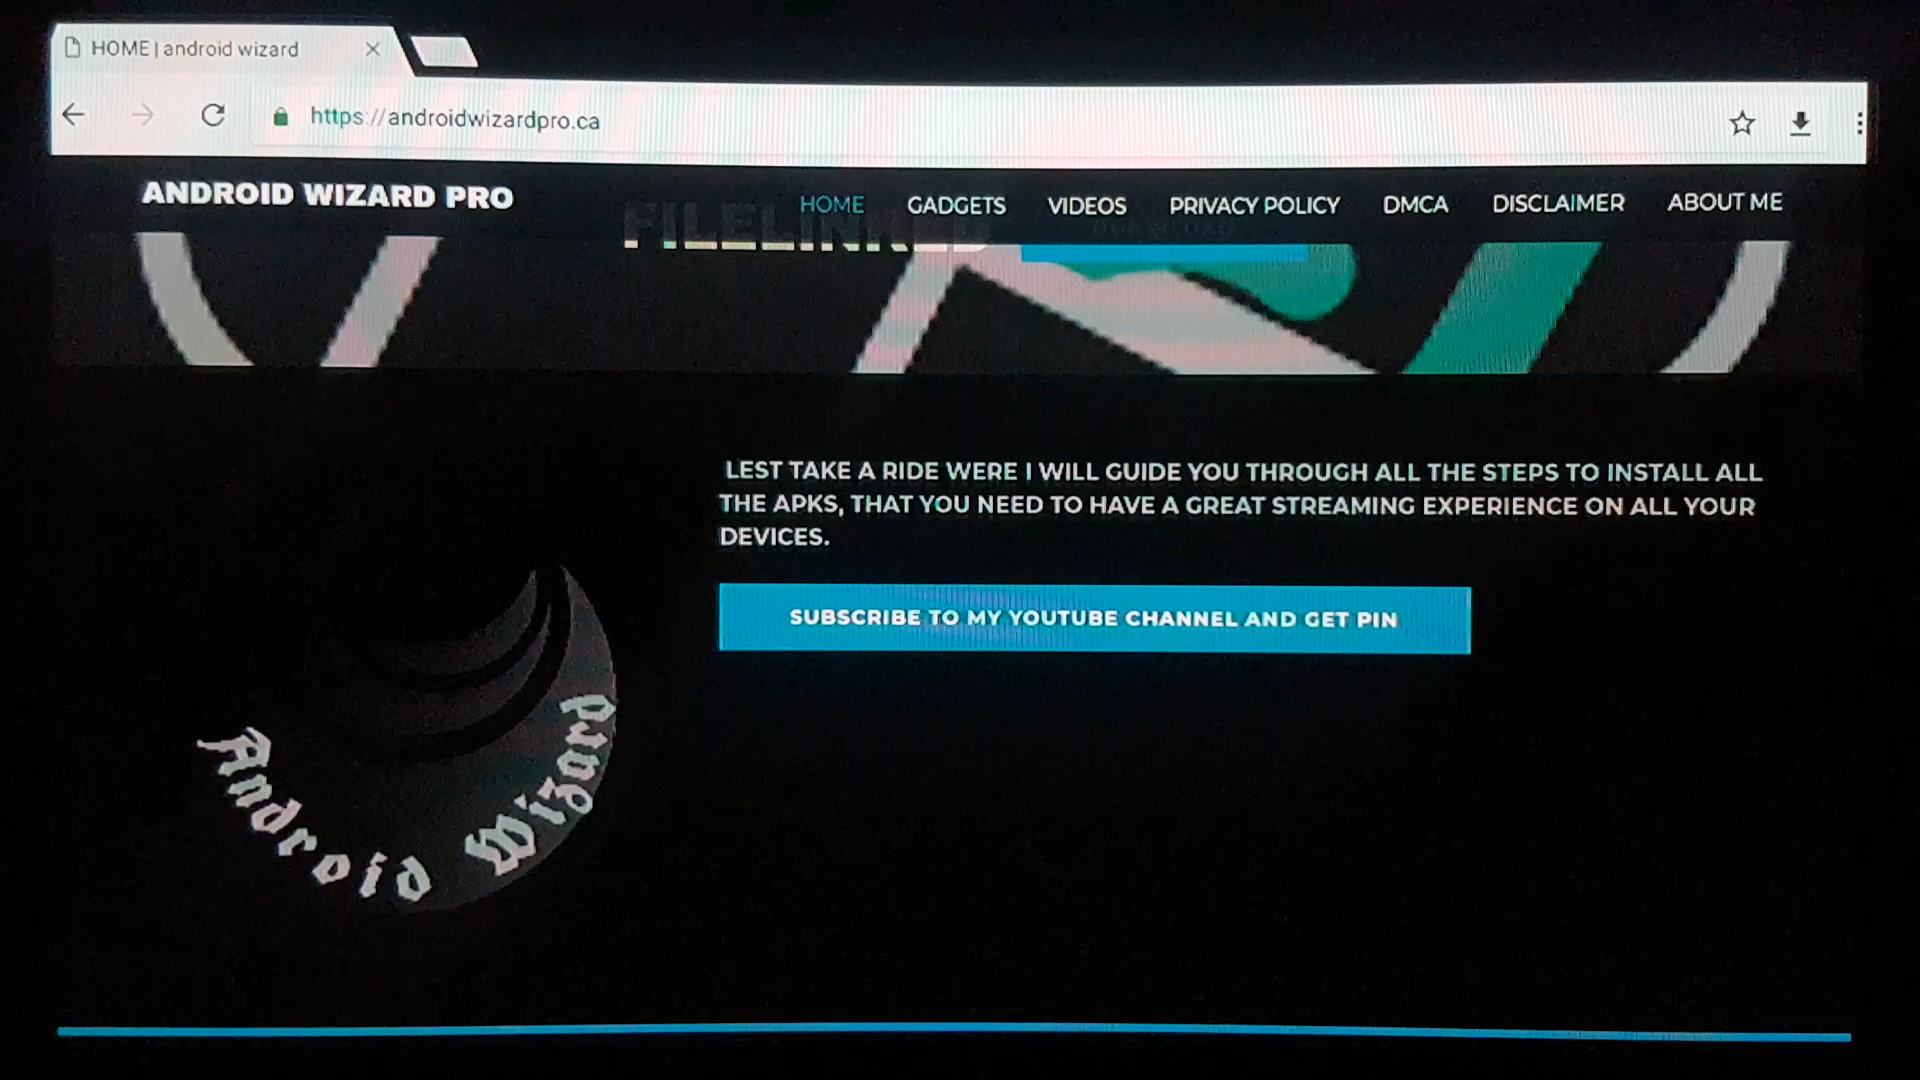 HOME | android wizard
https://androidwizardpro.ca
ANDROID WIZARD PRO
HOME GADGETS VIDEOS PRIVACY POLICY DMCA DISCLAIMER ABOUT ME
FILELINKED
DOWNLOAD
LEST TAKE A RIDE WERE I WILL GUIDE YOU THROUGH ALL THE STEPS TO INSTALL ALL
THE APKS, THAT YOU NEED TO HAVE A GREAT STREAMING EXPERIENCE ON ALL YOUR
DEVICES.
SUBSCRIBE TO MY YOUTUBE CHANNEL AND GET PIN
Android Wizard